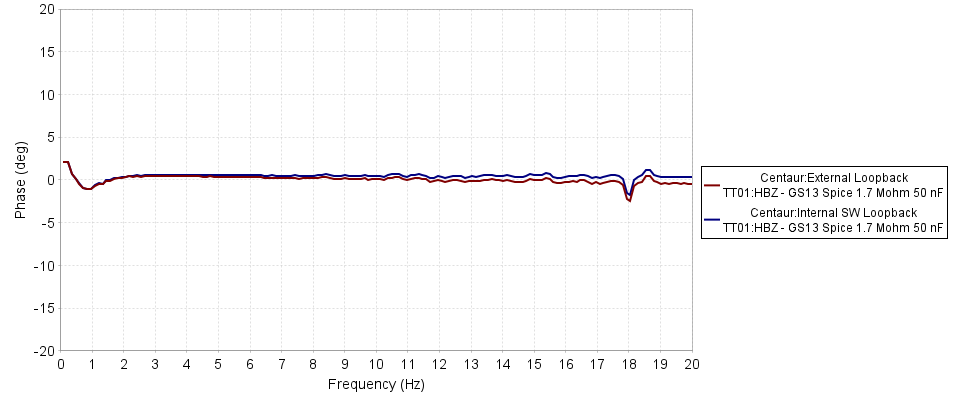 20
15
10
5
0
-5
-10
-15
-20
Phase (deg)
0 1 2 3 4 5 6 7 8 9 10 11 12 13 14 15 16 17 18 19 20
Frequency (Hz)
Centaur:External Loopback
TT01:HBZ - GS13 Spice 1.7 Mohm 50 nF
Centaur:Internal SW Loopback
TT01:HBZ - GS13 Spice 1.7 Mohm 50 nF